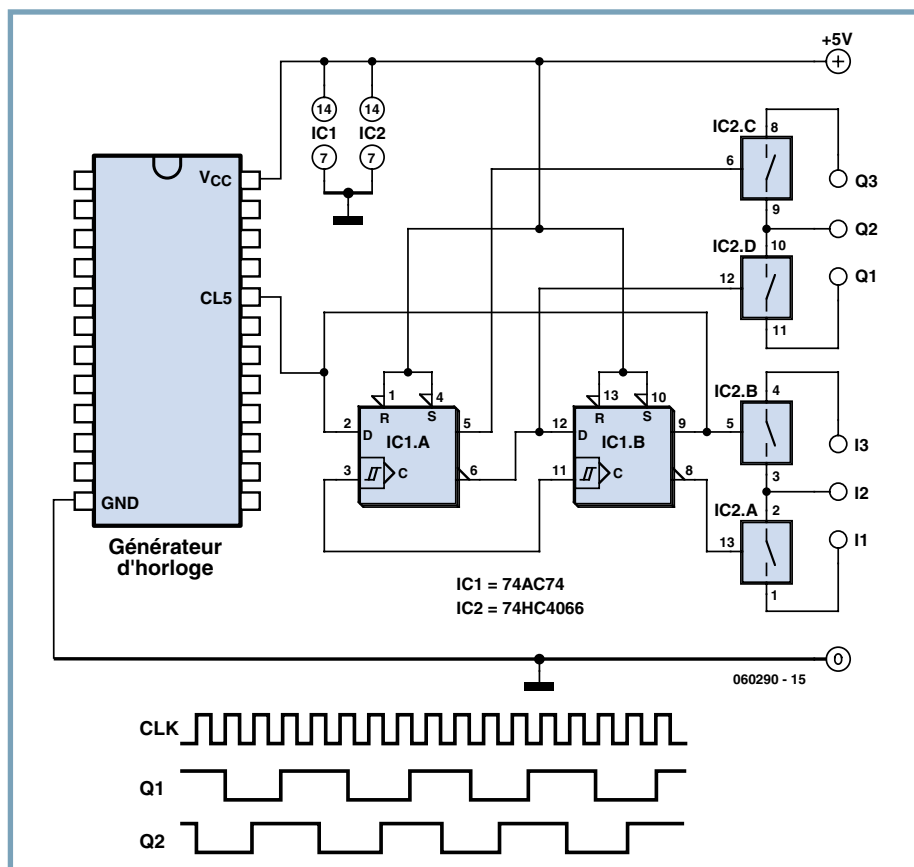 +5V
+
14
14
IC1
IC2
7
7
VCC
CL5
GND
Générateur
d'horloge
IC2.C
8
6
9
Q3
Q2
IC2.D
10
12
11
Q1
1
4
R
S
2
D
IC1.A
5
3
C
6
13
10
R
S
12
D
IC1.B
9
11
C
8
IC2.B
4
5
3
I3
I2
IC2.A
2
13
1
I1
IC1 = 74AC74
IC2 = 74HC4066
0
060290 - 15
CLK
Q1
Q2